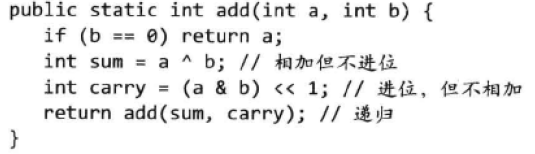 public static int add(int a, int b) {
    if (b == 0) return a;
    int sum = a ^ b; // 相加但不进位
    int carry = (a & b) << 1; // 进位，但不相加
    return add(sum, carry); // 递归
}